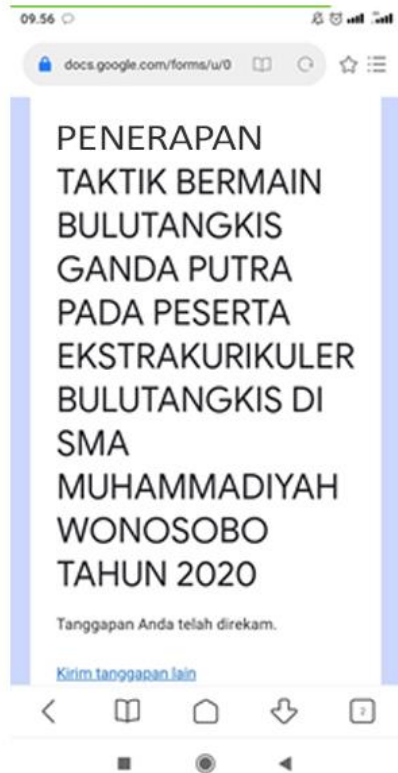 09.56
docs.google.com/forms/u/0
PENERAPAN
TAKTIK BERMAIN
BULUTANGKIS
GANDA PUTRA
PADA PESERTA
EKSTRAKURIKULER
BULUTANGKIS DI
SMA
MUHAMMADIYAH
WONOSOBO
TAHUN 2020
Tanggapan Anda telah direkam.
Kirim tanggapan lain
2